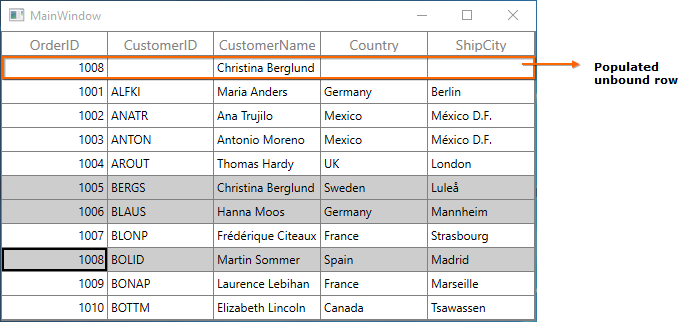 MainWindow
OrderID CustomerID CustomerName Country ShipCity
1008 Christina Berglund
Populated
unbound row
1001 ALFKI Maria Anders Germany Berlin
1002 ANATR Ana Trujilo Mexico México D.F.
1003 ANTON Antonio Moreno Mexico México D.F.
1004 AROUT Thomas Hardy UK London
1005 BERGS Christina Berglund Sweden Luleå
1006 BLAUS Hanna Moos Germany Mannheim
1007 BLONP Frédérique Citeaux France Strasbourg
1008 BOLID Martin Sommer Spain Madrid
1009 BONAP Laurence Lebihan France Marseille
1010 BOTTM Elizabeth Lincoln Canada Tsawassen